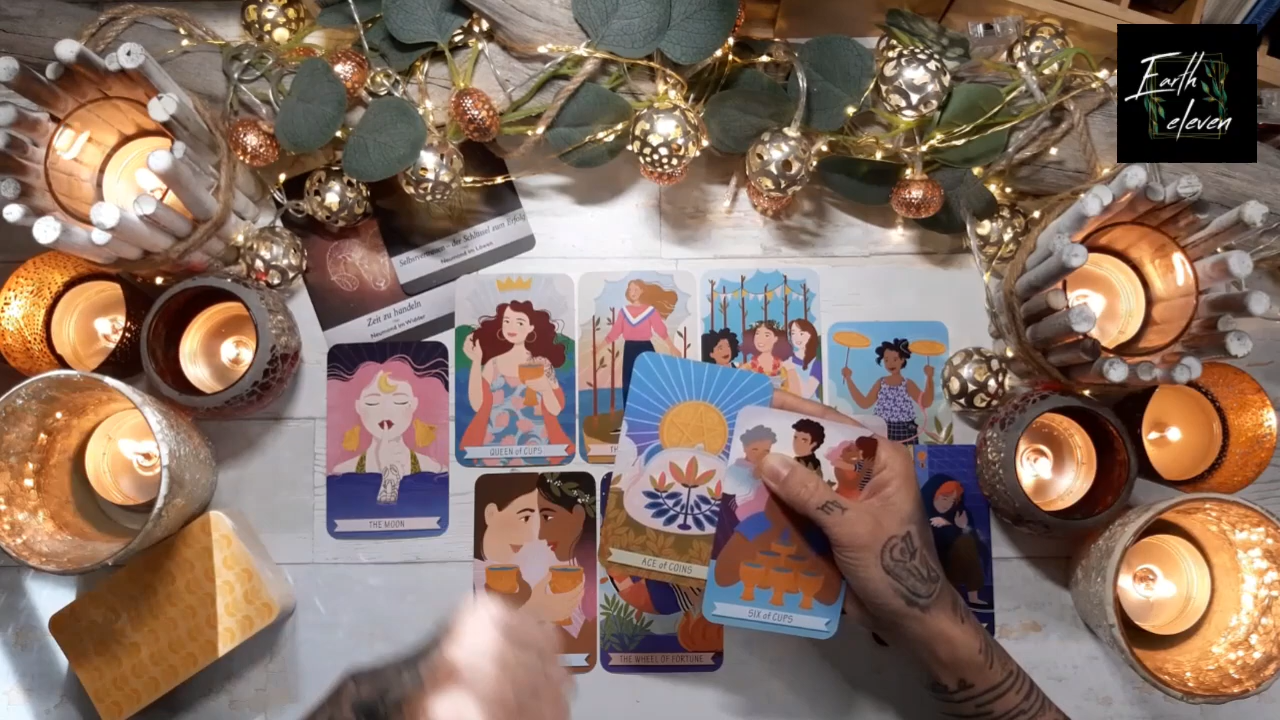 Earth
eleven
Selbstvertrauen - der Schlüssel zum Erfolg
Neumond im Löwen
Zeit zu handeln
Neumond im Widder
QUEEN of CUPS
THE MOON
ACE of COINS
SIX of CUPS
THE WHEEL OF FORTUNE